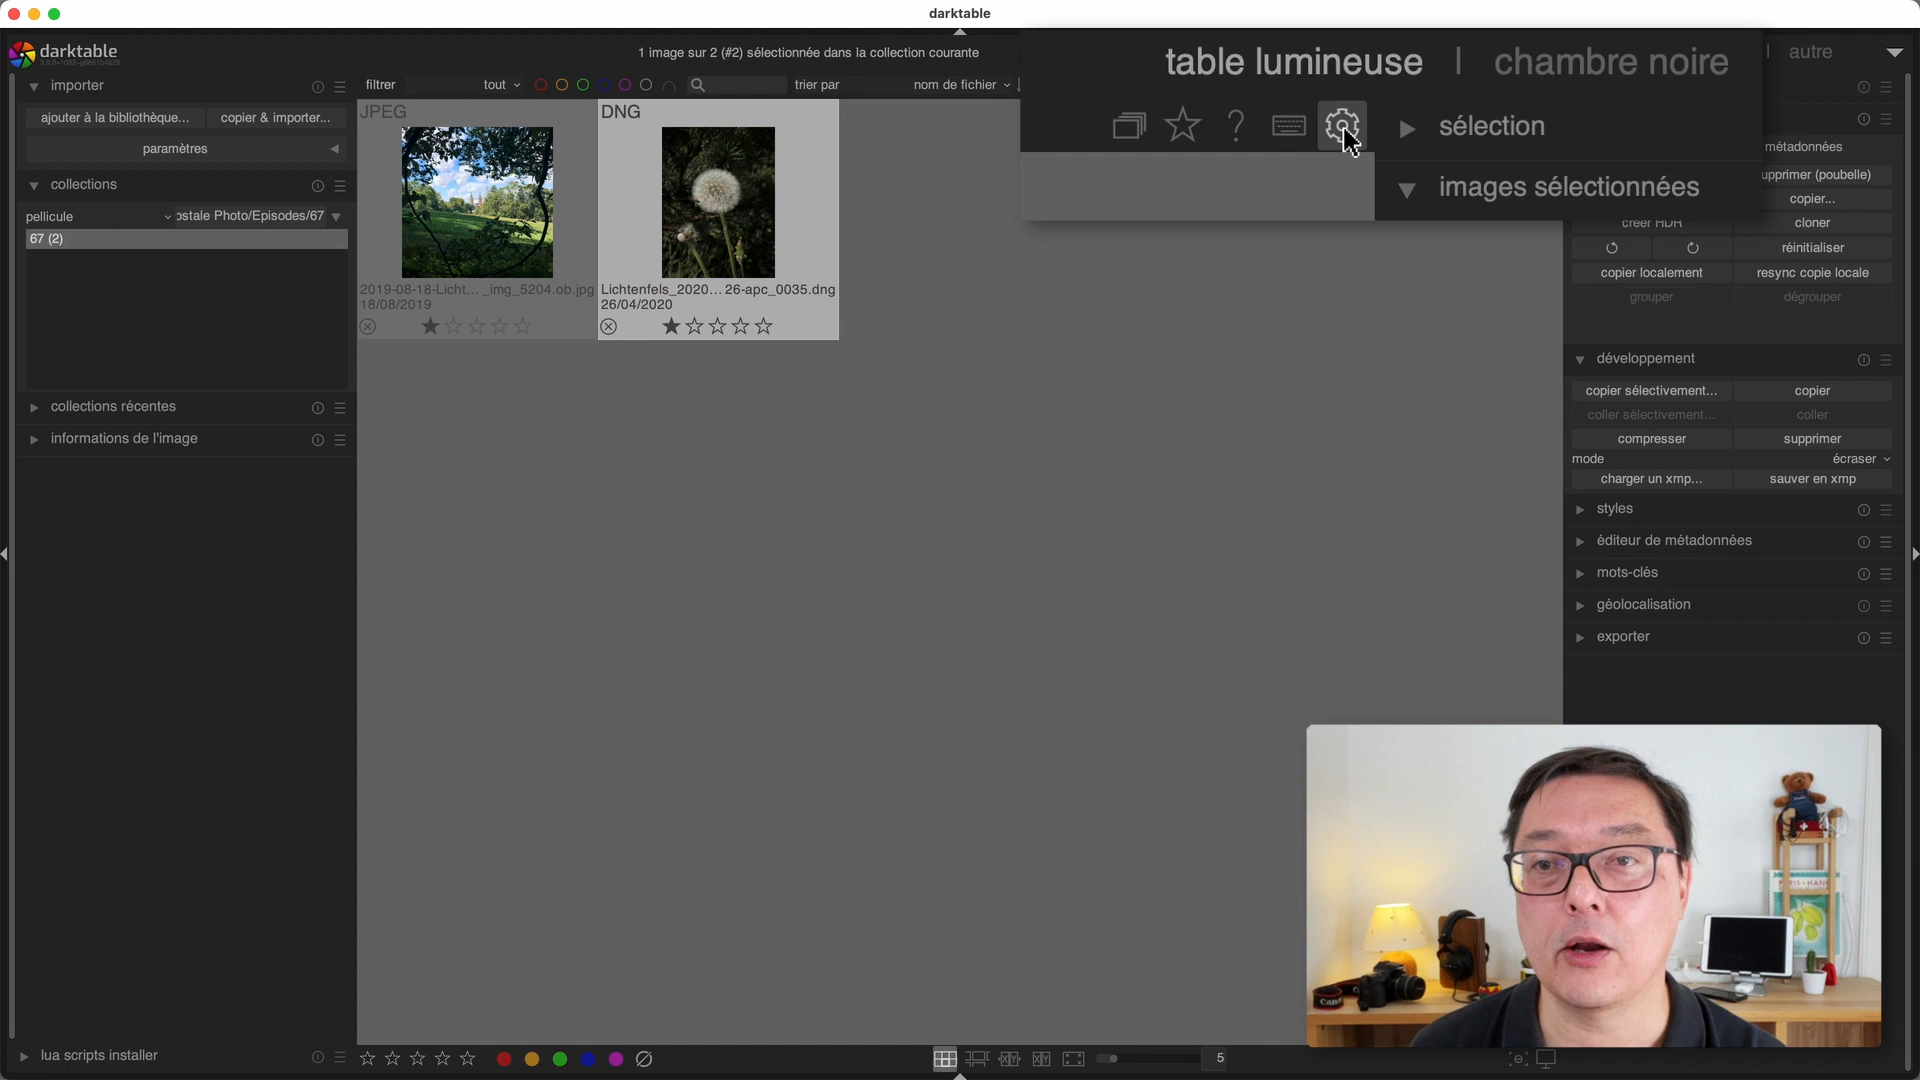 darktable
darktable
1 image sur 2 (#2) sélectionnée dans la collection courante
table lumineuse | chambre noire
| autre
importer
filtrer
tout
trier par
nom de fichier
ajouter à la bibliothèque...
copier & importer...
paramètres
collections
pellicule
ostale Photo/Episodes/67
67 (2)
collections récentes
informations de l'image
lua scripts installer
JPEG
2019-08-18-Licht..._img_5204.ob.jpg
18/08/2019
DNG
Lichtenfels_2020...26-apc_0035.dng
26/04/2020
sélection
images sélectionnées
métadonnées
upprimer (poubelle)
copier...
créer HDR
cloner
réinitialiser
copier localement
resync copie locale
grouper
dégrouper
développement
copier sélectivement...
copier
coller sélectivement...
coller
compresser
supprimer
mode
écraser
charger un xmp...
sauver en xmp
styles
éditeur de métadonnées
mots-clés
géolocalisation
exporter
5
PARIS • HAN
Canon